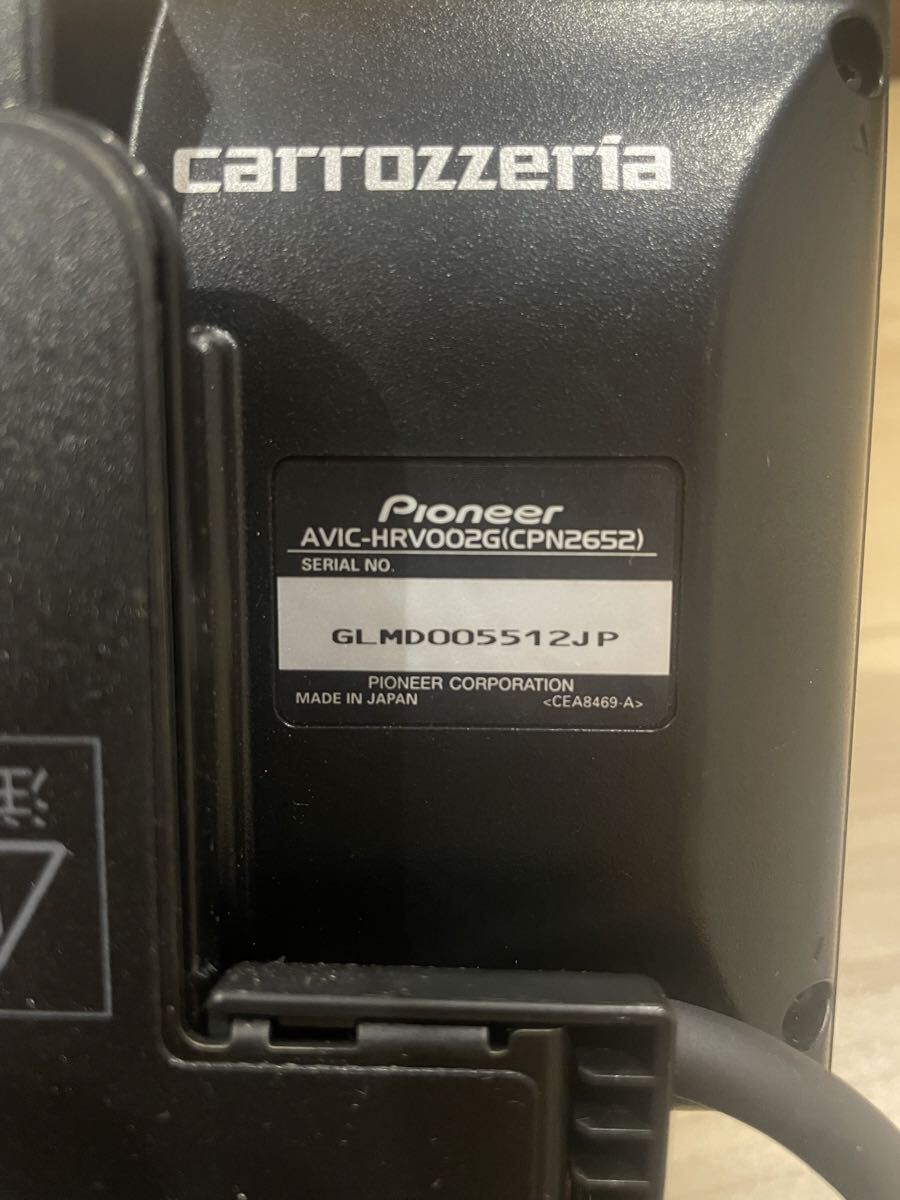 carrozzeria
Pioneer
AVIC-HRV002G(CPN2652)
SERIAL NO.
GLMD005512JP
PIONEER CORPORATION
MADE IN JAPAN <CEA8469-A>